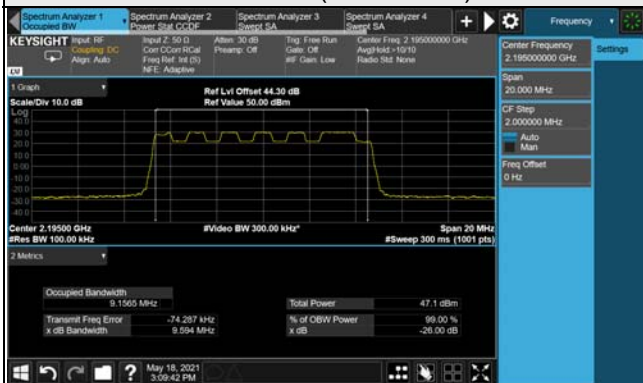 Spectrum Analyzer 1
Occupied BW
Spectrum Analyzer 2
Power Stat CCDF
Spectrum Analyzer 3
Swept SA
Spectrum Analyzer 4
Swept SA
Frequency
KEYSIGHT
Input: RF
Coupling: DC
Align: Auto
Input Z: 50 Ω
Corr CCorr RCal
Freq Ref: Int (S)
NFE: Adaptive
Atten: 30 dB
Preamp: Off
Trig: Free Run
Gate: Off
#IF Gain: Low
Center Freq: 2.195000000 GHz
Avg|Hold:>10/10
Radio Std: None
Center Frequency
2.195000000 GHz
Settings
Span
20.000 MHz
CF Step
2.000000 MHz
Auto
Man
Freq Offset
0 Hz
1 Graph
Scale/Div 10.0 dB
Ref Lvl Offset 44.30 dB
Ref Value 50.00 dBm
Log
40.0
30.0
20.0
10.0
0.00
-10.0
-20.0
-30.0
-40.0
Center 2.19500 GHz
#Res BW 100.00 kHz
#Video BW 300.00 kHz*
Span 20 MHz
#Sweep 300 ms (1001 pts)
2 Metrics
Occupied Bandwidth
9.1565 MHz
Total Power
47.1 dBm
Transmit Freq Error
-74.287 kHz
% of OBW Power
99.00 %
x dB Bandwidth
9.594 MHz
x dB
-26.00 dB
May 18, 2021
3:09:42 PM